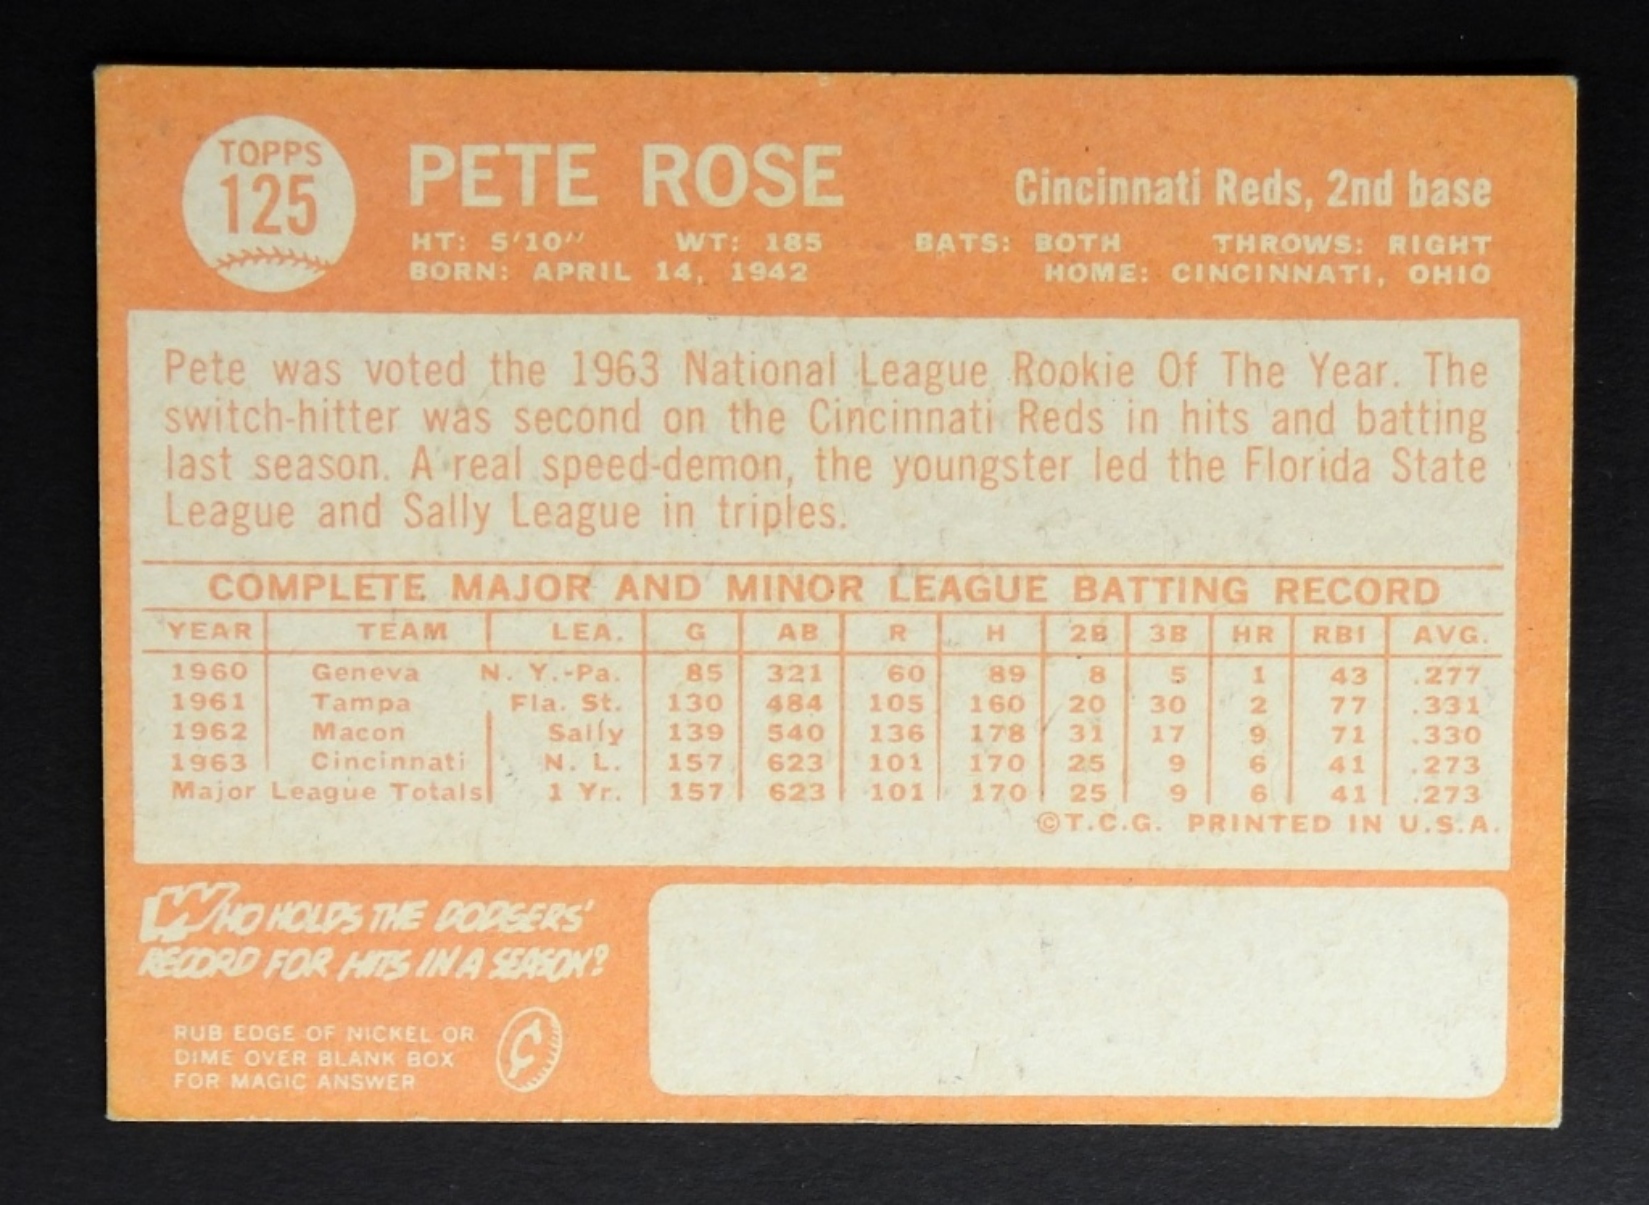 TOPPS
125
PETE ROSE
Cincinnati Reds, 2nd base
HT: 5'10" WT: 185 BATS: BOTH THROWS: RIGHT
BORN: APRIL 14, 1942 HOME: CINCINNATI, OHIO
Pete was voted the 1963 National League Rookie Of The Year. The
switch-hitter was second on the Cincinnati Reds in hits and batting
last season. A real speed-demon, the youngster led the Florida State
League and Sally League in triples.
COMPLETE MAJOR AND MINOR LEAGUE BATTING RECORD
YEAR TEAM LEA. G AB R H 2B 3B HR RBI AVG.
1960 Geneva N. Y.-Pa. 85 321 60 89 8 5 1 43 .277
1961 Tampa Fla. St. 130 484 105 160 20 30 2 77 .331
1962 Macon Sally 139 540 136 178 31 17 9 71 .330
1963 Cincinnati N. L. 157 623 101 170 25 9 6 41 .273
Major League Totals 1 Yr. 157 623 101 170 25 9 6 41 .273
©T.C.G. PRINTED IN U.S.A.
WHO HOLDS THE DODGERS'
RECORD FOR HITS IN A SEASON?
RUB EDGE OF NICKEL OR
DIME OVER BLANK BOX
FOR MAGIC ANSWER
¢